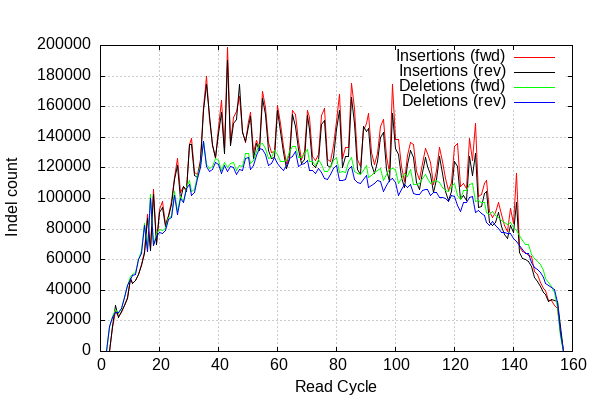 200000
180000
160000
140000
120000
100000
80000
60000
40000
20000
0
Indel count
Insertions (fwd)
Insertions (rev)
Deletions (fwd)
Deletions (rev)
0 20 40 60 80 100 120 140 160
Read Cycle